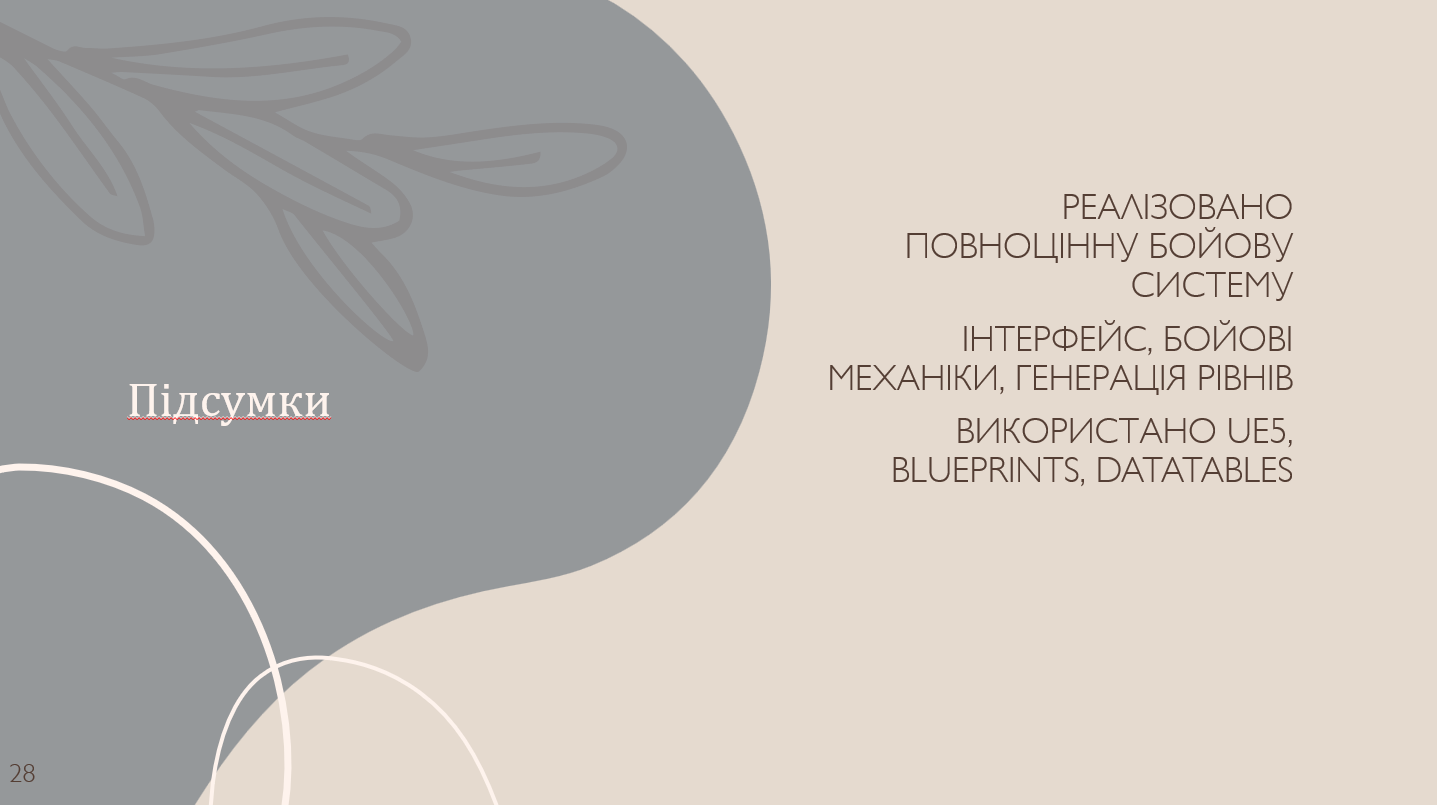 Підсумки
РЕАЛІЗОВАНО
ПОВНОЦІННУ БОЙОВУ
СИСТЕМУ
ІНТЕРФЕЙС, БОЙОВІ
МЕХАНІКИ, ГЕНЕРАЦІЯ РІВНІВ
ВИКОРИСТАНО UE5,
BLUEPRINTS, DATATABLES
28